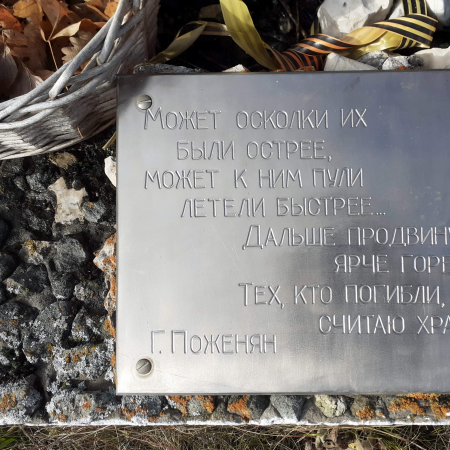 Может осколки их
были острее,
может к ним пули
летели быстрее...
Дальше
ярче
Тех, кто погибли,
считаю
Г. Поженян